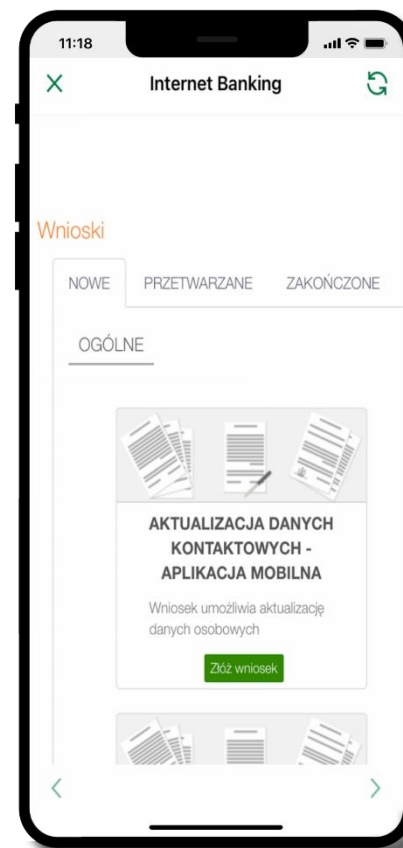 11:18
Internet Banking
Wnioski
NOWE PRZETWARZANE ZAKOŃCZONE
OGÓLNE
AKTUALIZACJA DANYCH
KONTAKTOWYCH -
APLIKACJA MOBILNA
Wniosek umożliwia aktualizację
danych osobowych
Złóż wniosek